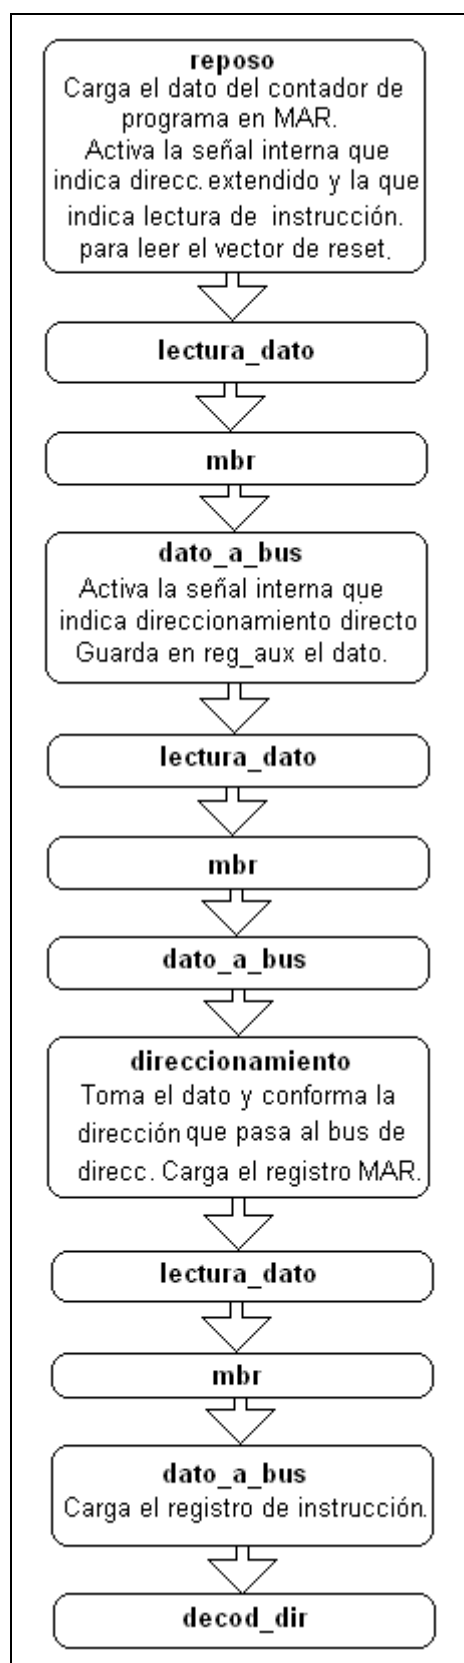 reposo
Carga el dato del contador de
programa en MAR.
Activa la señal interna que
indica direcc. extendido y la que
indica lectura de instrucción.
para leer el vector de reset.
lectura_dato
mbr
dato_a_bus
Activa la señal interna que
indica direccionamiento directo
Guarda en reg_aux el dato.
lectura_dato
mbr
dato_a_bus
direccionamiento
Toma el dato y conforma la
dirección que pasa al bus de
direcc. Carga el registro MAR.
lectura_dato
mbr
dato_a_bus
Carga el registro de instrucción.
decod_dir